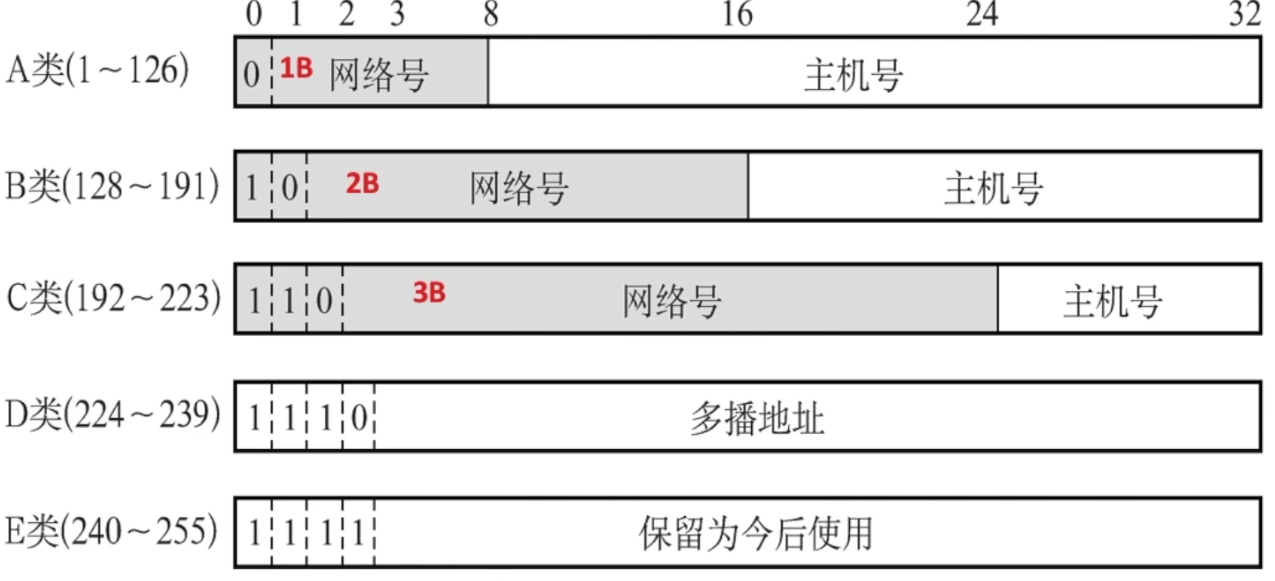 0 1 2 3 8 16 24 32
A类(1～126) 0 1B 网络号 主机号
B类(128～191) 1 0 2B 网络号 主机号
C类(192～223) 1 1 0 3B 网络号 主机号
D类(224～239) 1 1 1 0 多播地址
E类(240～255) 1 1 1 1 保留为今后使用